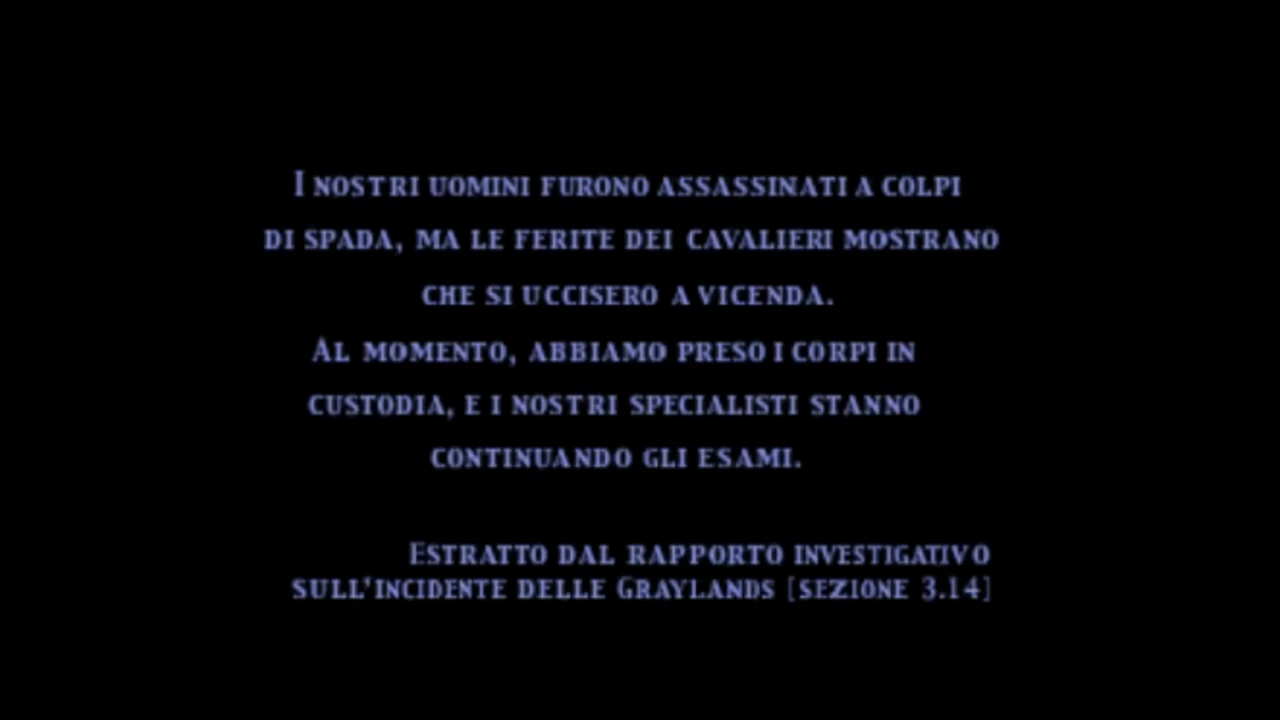 I nostri uomini furono assassinati a colpi
di spada, ma le ferite dei cavalieri mostrano
che si uccisero a vicenda.
Al momento, abbiamo preso i corpi in
custodia, e i nostri specialisti stanno
continuando gli esami.
Estratto dal rapporto investigativo
sull'incidente delle Graylands [sezione 3.14]